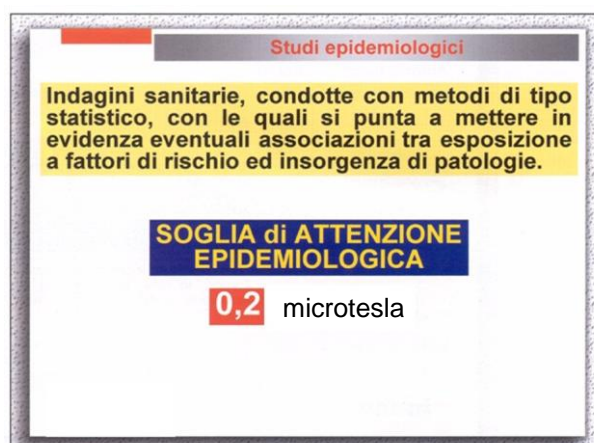 Studi epidemiologici
Indagini sanitarie, condotte con metodi di tipo
statistico, con le quali si punta a mettere in
evidenza eventuali associazioni tra esposizione
a fattori di rischio ed insorgenza di patologie.
SOGLIA di ATTENZIONE
EPIDEMIOLOGICA
0,2 microtesla